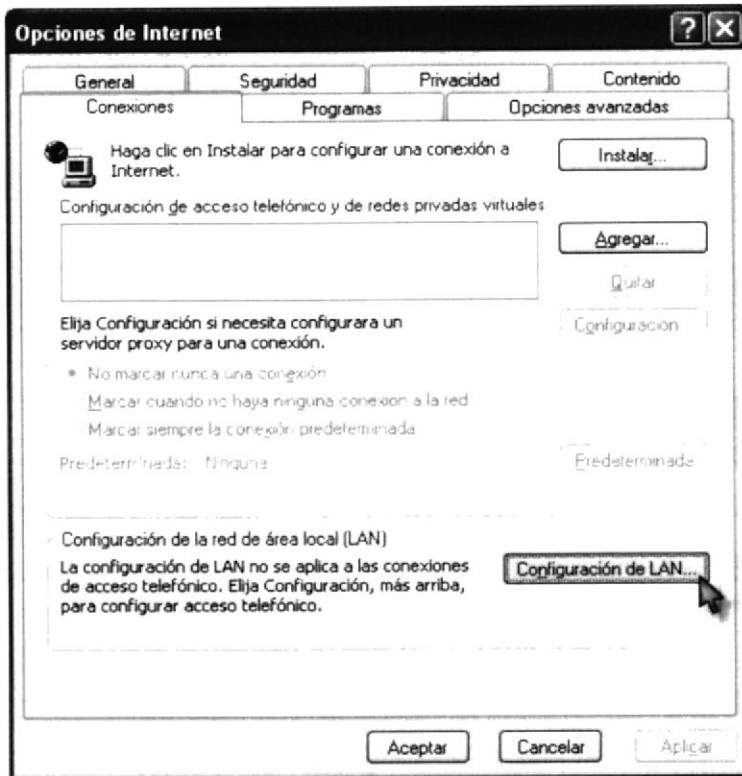 Opciones de Internet
General Seguridad Privacidad Contenido
Conexiones Programas Opciones avanzadas
Haga clic en Instalar para configurar una conexión a
Internet.
Instalar...
Configuración de acceso telefónico y de redes privadas virtuales
Agregar...
Quitar
Elija Configuración si necesita configurara un
servidor proxy para una conexión.
Configuración
No marcar nunca una conexión
Marcar cuando no haya ninguna conexión a la red
Marcar siempre la conexión predeterminada
Predeterminada: Ninguna
Predeterminada
Configuración de la red de área local (LAN)
La configuración de LAN no se aplica a las conexiones
de acceso telefónico. Elija Configuración, más arriba,
para configurar acceso telefónico.
Configuración de LAN...
Aceptar Cancelar Aplicar